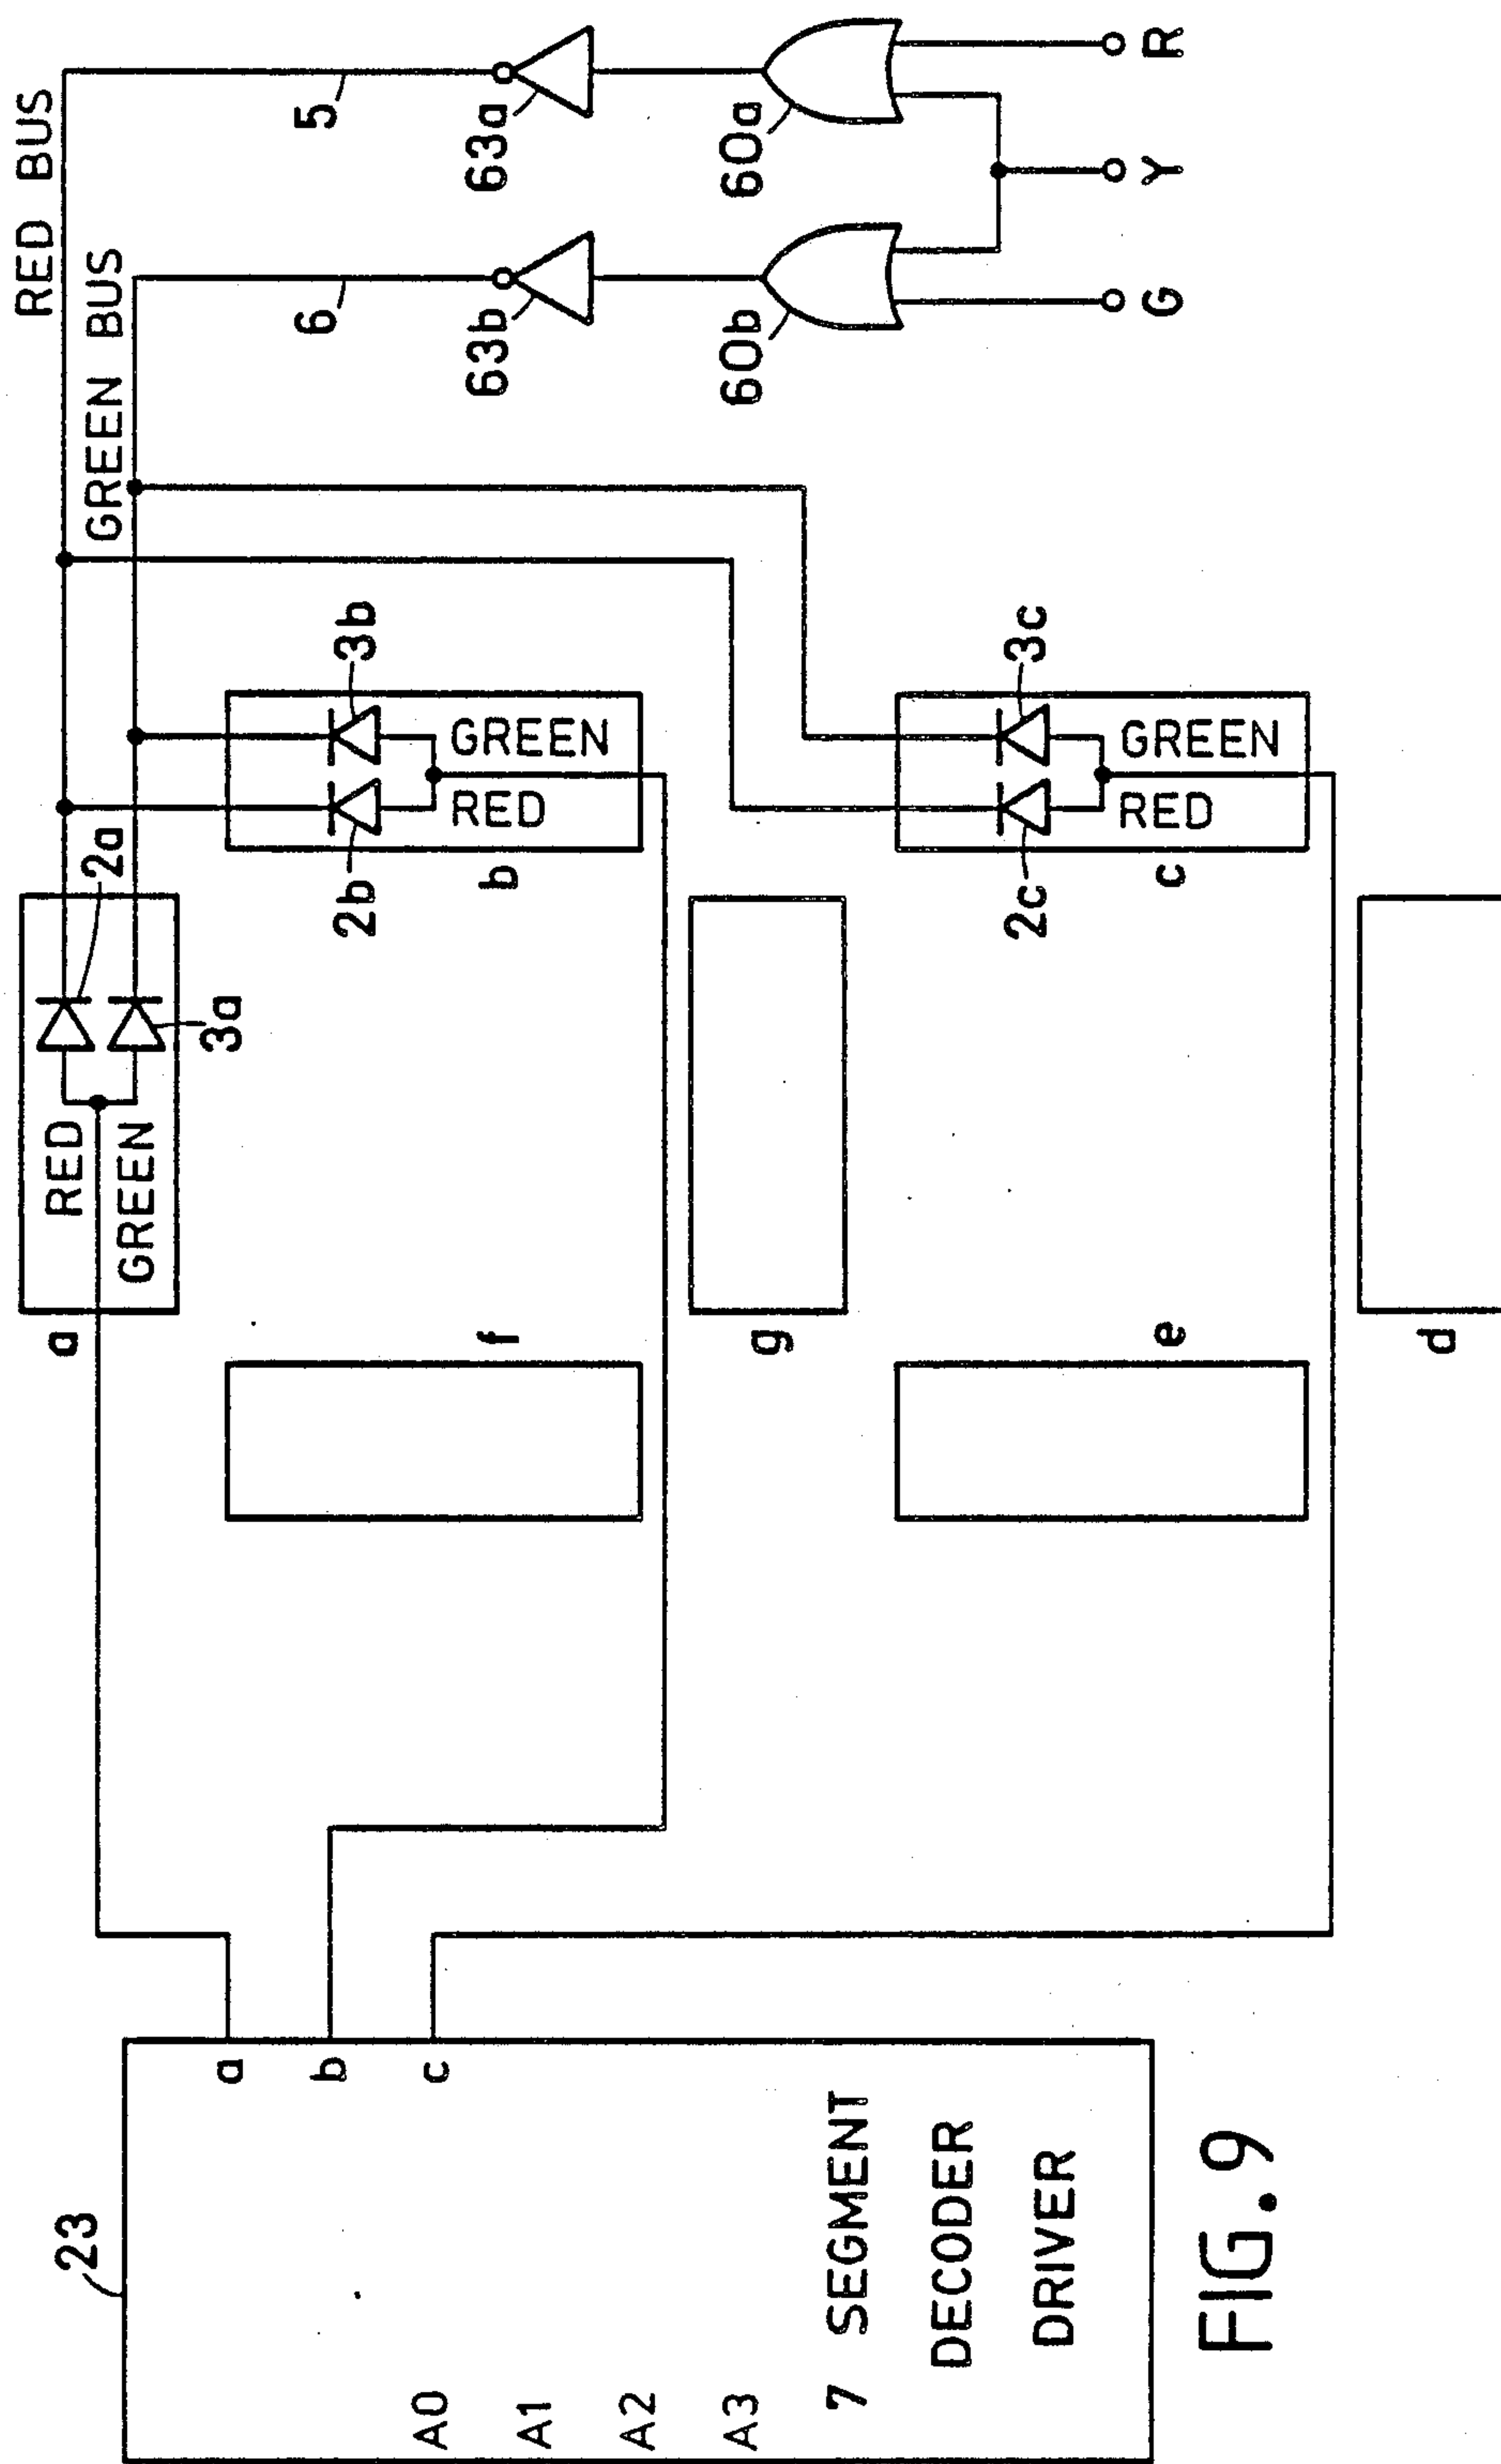 23
A0
A1
A2
A3
7 SEGMENT
DECODER
DRIVER
a
b
c
a
RED
GREEN
2a
3a
f
g
e
d
2b
3b
RED
GREEN
b
2c
3c
RED
GREEN
c
RED BUS
GREEN BUS
5
6
63a
63b
60a
60b
G
Y
R
FIG. 9